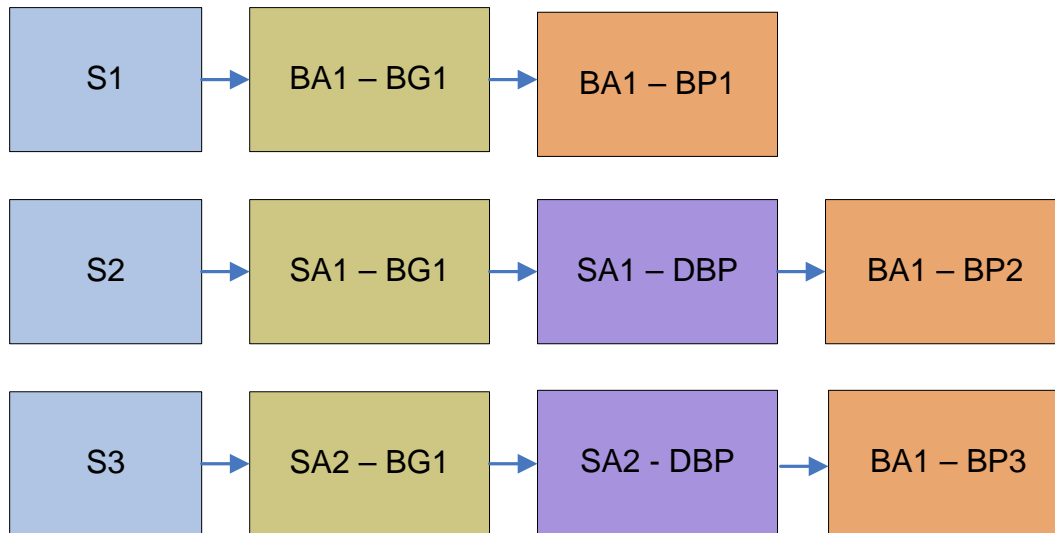 S1
BA1 – BG1
BA1 – BP1
S2
SA1 – BG1
SA1 – DBP
BA1 – BP2
S3
SA2 – BG1
SA2 - DBP
BA1 – BP3